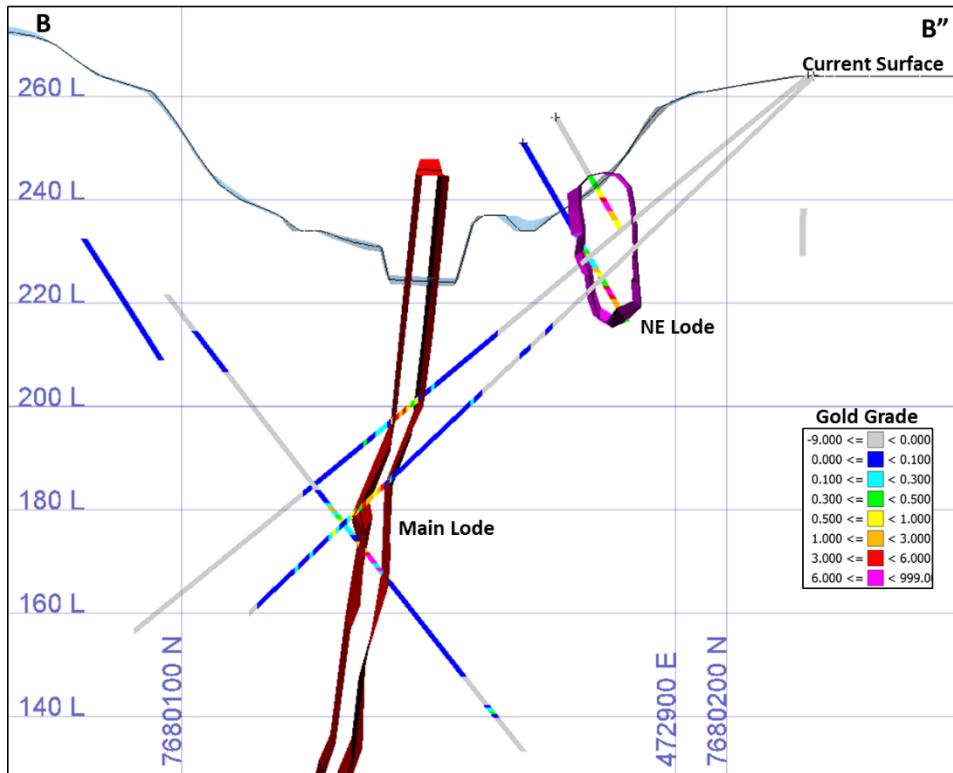 B
B”
Current Surface
260 L
240 L
220 L
NE Lode
200 L
180 L
Main Lode
160 L
140 L
7680100 N
472900 E
7680200 N
Gold Grade
-9.000 <= < 0.000
0.000 <= < 0.100
0.100 <= < 0.300
0.300 <= < 0.500
0.500 <= < 1.000
1.000 <= < 3.000
3.000 <= < 6.000
6.000 <= < 999.0